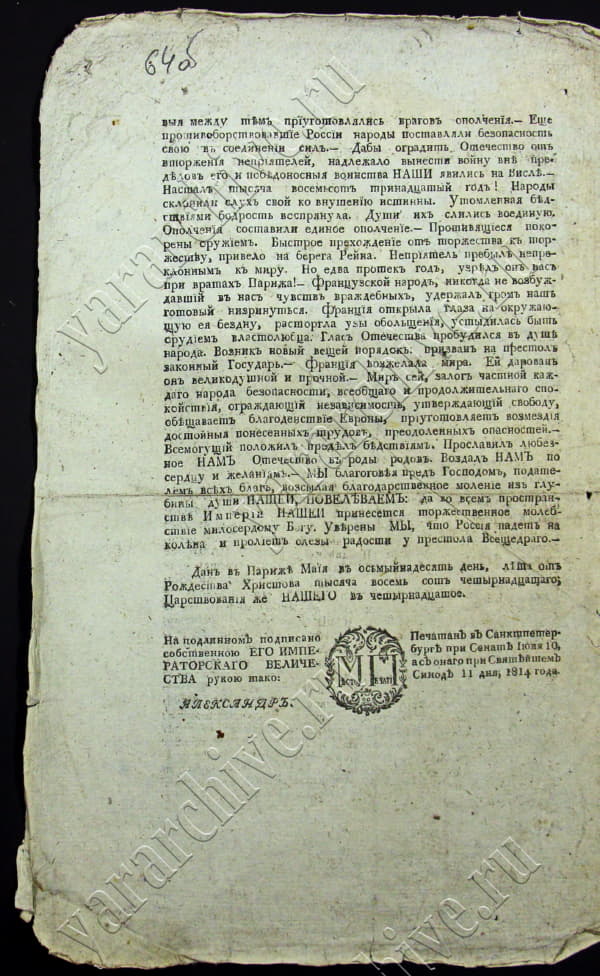 64об
выя между тѣмъ пріуготовлялись враговъ ополченія.— Еще
противоборствовавшіе Россіи народы поставляли безопасность
свою въ соединеніи силъ.— Дабы оградить Отечество отъ
вторженія непріятелей, надлежало вынести войну внѣ пре-
дѣловъ его и побѣдоносныя воинства НАШИ явились на Вислѣ.—
Насталъ тысяча восемьсотъ тринадцатый годъ! Народы
склонили слухъ свой ко внушенію истинны. Утомленная бѣд-
ствіями бодрость воспрянула. Души ихъ слились воедину.
Ополченія составили единое ополченіе.— Противящіеся поко-
рены оружіемъ. Быстрое прехожденіе отъ торжества къ тор-
жеству, привело на берега Рейна. Непріятель пребылъ непре-
клоннымъ къ миру. Но едва протекъ годъ, узрѣлъ онъ насъ
при вратахъ Парижа!— Французской народъ, никогда не возбуж-
давшій въ насъ чувствъ враждебныхъ, удержалъ громъ нашъ
готовый низринуться. Франція открыла глаза на окружаю-
щую ея бездну, расторгла узы обольщенія, устыдилась быть
орудіемъ властолюбца. Гласъ Отечества пробудился въ душѣ
народа. Возникъ новый вещей порядокъ: призванъ на престолъ
законный Государь.— Франція возжелала мира. Ей дарованъ
онъ великодушной и прочной.— Миръ сей, залогъ частной каж-
даго народа безопасности, всеобщаго и продолжительнаго спо-
койствія, ограждающій независимость, утверждающій свободу,
обѣщаетъ благоденствіе Европы, пріуготовляетъ возмездія
достойныя понесенныхъ трудовъ, преодоленныхъ опасностей.—
Всемогущій положилъ предѣлъ бѣдствіямъ. Прославилъ любез-
ное НАМЪ Отечество въ роды родовъ. Воздалъ НАМЪ по
сердцу и желаніямъ.— МЫ благоговѣя предъ Господомъ, подате-
лемъ всѣхъ благъ, возсылая благодарственное моленіе изъ глу-
бины души НАШЕЙ, ПОВЕЛѢВАЕМЪ: да во всемъ простран-
ствѣ Имперіи НАШЕЙ принесется торжественное молеб-
ствіе милосердому Богу. Увѣрены МЫ, что Россія падетъ на
колѣна и проліетъ слезы радости у престола Всещедраго.—
Данъ въ Парижѣ Маія въ осьмыйнадесять день, лѣта отъ
Рождества Христова тысяча восемь сотъ четырнадцатаго;
Царствованія же НАШЕГО въ четырнадцатое.
На подлинномъ подписано
собственною ЕГО ИМПЕ-
РАТОРСКАГО ВЕЛИЧЕ-
СТВА рукою тако:
АЛЕКСАНДРЪ.
Печатанъ въ Санктпетер-
бургѣ при Сенатѣ Іюля 10,
а съ онаго при Святѣйшемъ
Синодѣ 11 дня, 1814 года.
yararchive.ru
yararchive.ru
yararchive.ru
yararchive.ru